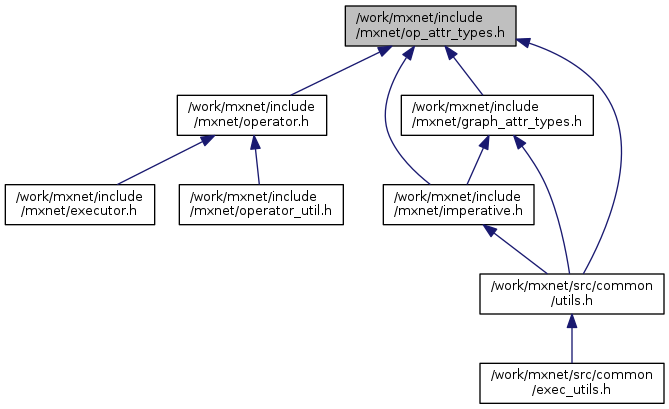 /work/mxnet/include
/mxnet/op_attr_types.h
/work/mxnet/include
/mxnet/operator.h
/work/mxnet/include
/mxnet/graph_attr_types.h
/work/mxnet/include
/mxnet/executor.h
/work/mxnet/include
/mxnet/operator_util.h
/work/mxnet/include
/mxnet/imperative.h
/work/mxnet/src/common
/utils.h
/work/mxnet/src/common
/exec_utils.h